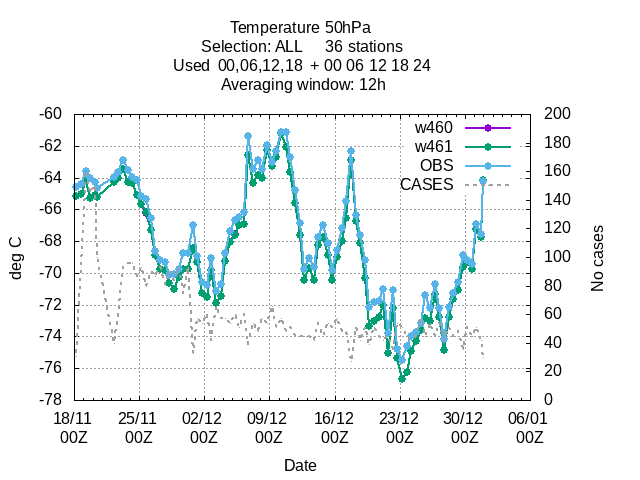 Temperature 50hPa
Selection: ALL 36 stations
Used 00,06,12,18 + 00 06 12 18 24
Averaging window: 12h
-60 200
w460
w461
OBS
CASES
-62 180
-64 160
-66 140
-68 120
-70 100
-72 80
-74 60
-76 40
20
-78 0
deg C
No cases
18/11 25/11 02/12 09/12 16/12 23/12 30/12 06/01
00Z 00Z 00Z 00Z 00Z 00Z 00Z 00Z
Date